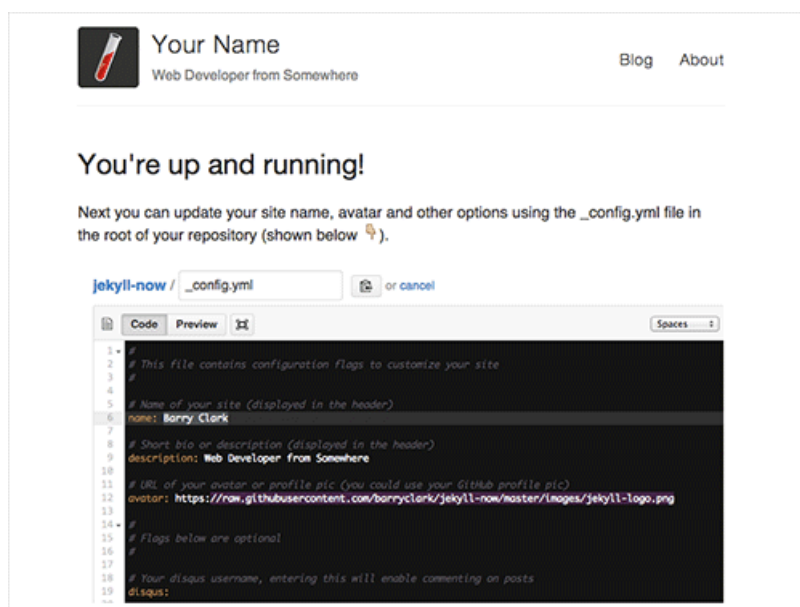 Your Name
Web Developer from Somewhere
Blog About
You're up and running!
Next you can update your site name, avatar and other options using the _config.yml file in
the root of your repository (shown below 👇).
jekyll-now / _config.yml or cancel
Code Preview Spaces
1 #
2 # This file contains configuration flags to customize your site
3 #
4
5 # Name of your site (displayed in the header)
6 name: Barry Clark
7
8 # Short bio or description (displayed in the header)
9 description: Web Developer from Somewhere
10
11 # URL of your avatar or profile pic (you could use your GitHub profile pic)
12 avatar: https://raw.githubusercontent.com/barryclark/jekyll-now/master/images/jekyll-logo.png
13
14 #
15 # Flags below are optional
16 #
17
18 # Your disqus username, entering this will enable commenting on posts
19 disqus: